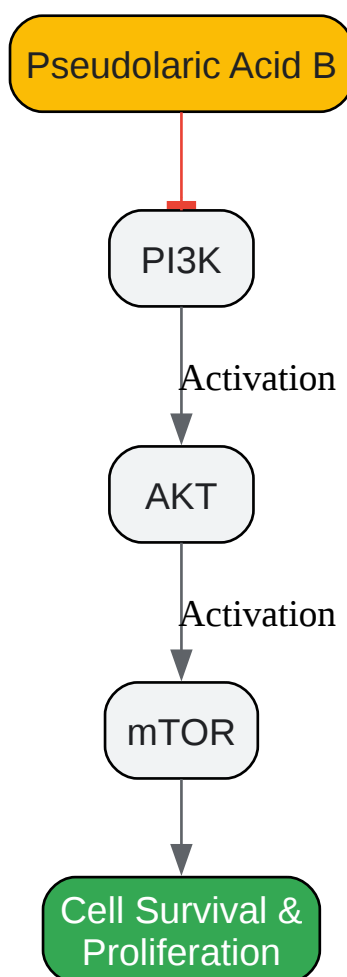 Pseudolaric Acid B
PI3K
Activation
AKT
Activation
mTOR
Cell Survival &
Proliferation